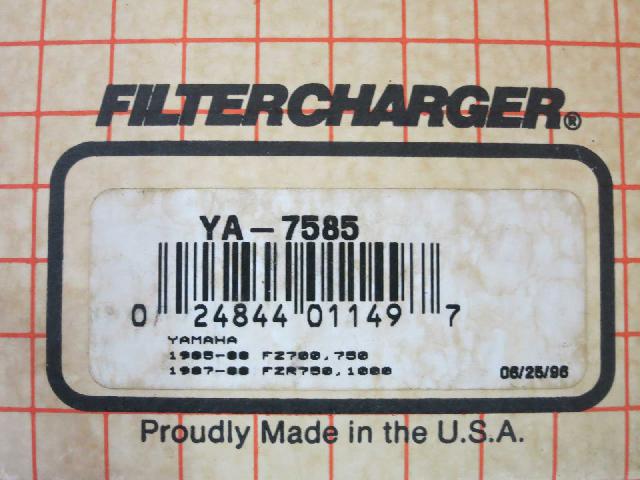 FILTERCHARGER®
YA-7585
0 24844 01149 7
YAMAHA
1985-88 FZ700,750
1987-88 FZR750,1000
06/25/96
Proudly Made in the U.S.A.